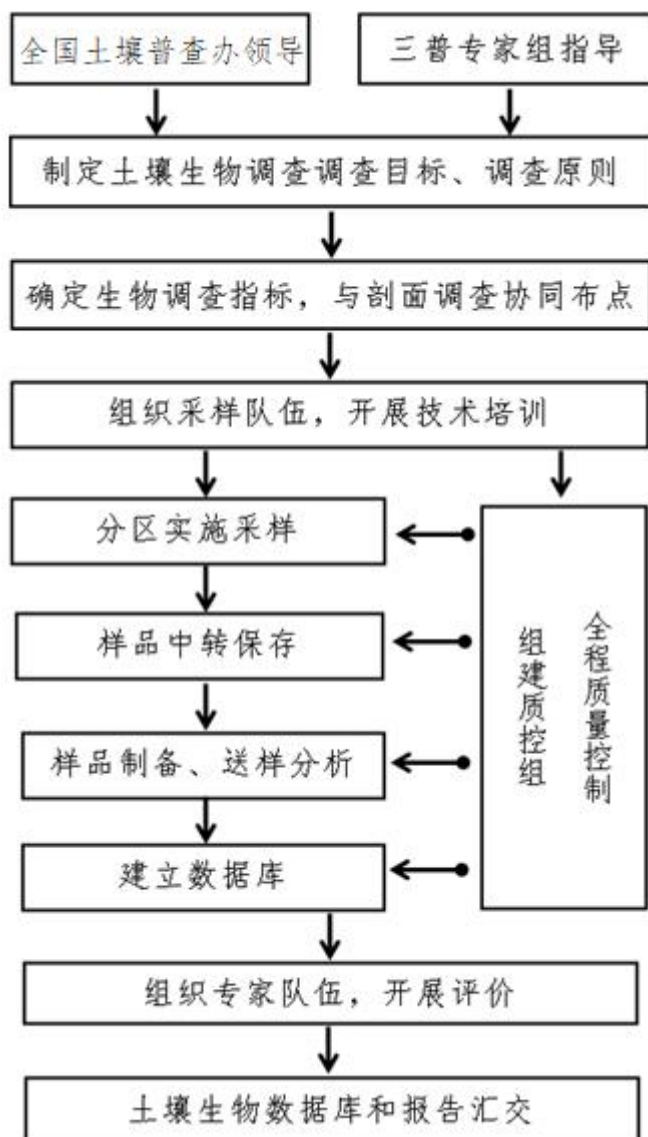 全国土壤普查办领导
三普专家组指导
制定土壤生物调查调查目标、调查原则
确定生物调查指标，与剖面调查协同布点
组织采样队伍，开展技术培训
分区实施采样
样品中转保存
样品制备、送样分析
建立数据库
全程质量控制
组建质控组
组织专家队伍，开展评价
土壤生物数据库和报告汇交